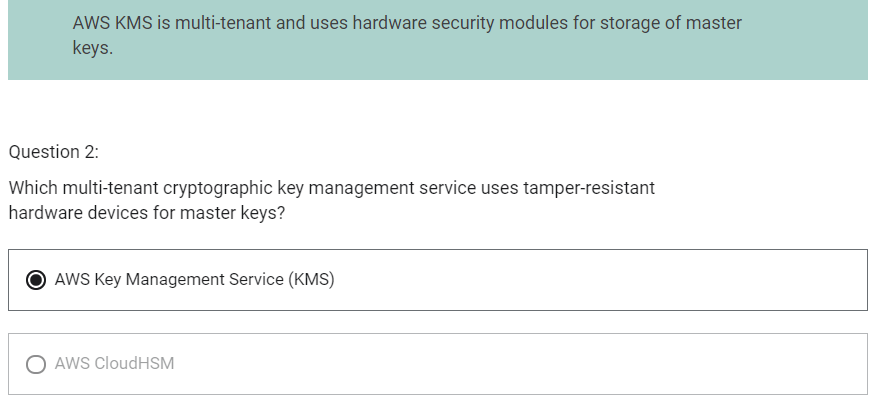 AWS KMS is multi-tenant and uses hardware security modules for storage of master
keys.
Question 2:
Which multi-tenant cryptographic key management service uses tamper-resistant
hardware devices for master keys?
AWS Key Management Service (KMS)
AWS CloudHSM